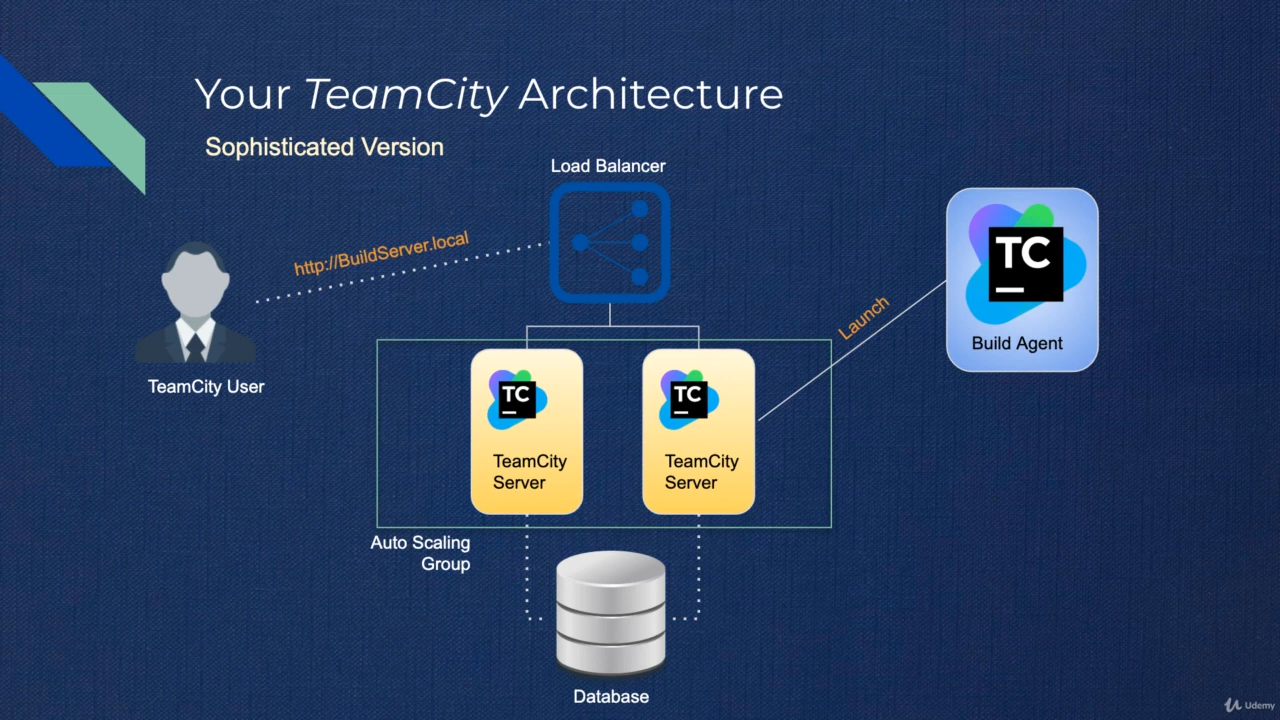 Your TeamCity Architecture
Sophisticated Version
Load Balancer
http://BuildServer.local
TC
Build Agent
Launch
TeamCity User
TC
TeamCity
Server
TC
TeamCity
Server
Auto Scaling
Group
Database
Udemy